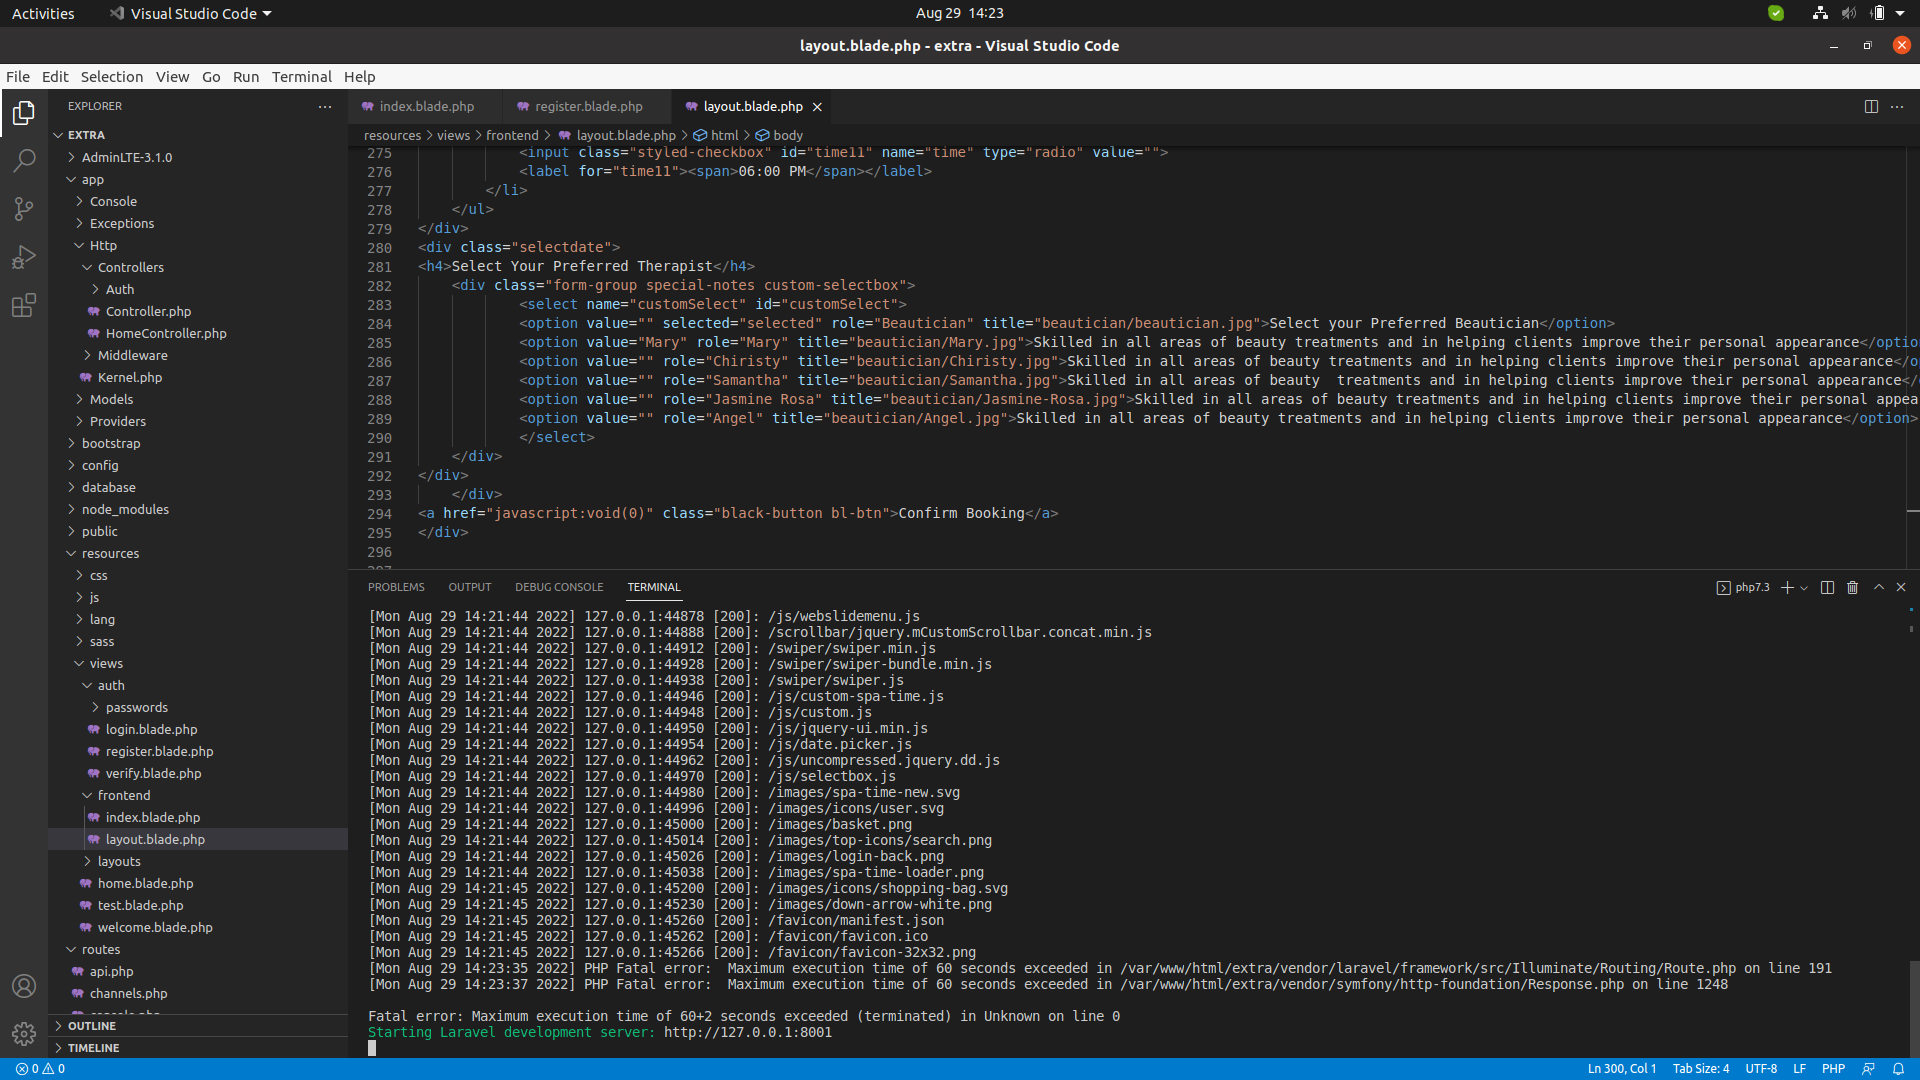 Activities
Visual Studio Code
Aug 29 14:23
layout.blade.php - extra - Visual Studio Code
File Edit Selection View Go Run Terminal Help
EXPLORER
EXTRA
AdminLTE-3.1.0
app
Console
Exceptions
Http
Controllers
Auth
Controller.php
HomeController.php
Middleware
Kernel.php
Models
Providers
bootstrap
config
database
node_modules
public
resources
css
js
lang
sass
views
auth
passwords
login.blade.php
register.blade.php
verify.blade.php
frontend
index.blade.php
layout.blade.php
layouts
home.blade.php
test.blade.php
welcome.blade.php
routes
api.php
channels.php
OUTLINE
TIMELINE
index.blade.php register.blade.php layout.blade.php
resources > views > frontend > layout.blade.php > html > body
275 <input class="styled-checkbox" id="time11" name="time" type="radio" value="">
276 <label for="time11"><span>06:00 PM</span></label>
277 </li>
278 </ul>
279 </div>
280 <div class="selectdate">
281 <h4>Select Your Preferred Therapist</h4>
282 <div class="form-group special-notes custom-selectbox">
283 <select name="customSelect" id="customSelect">
284 <option value="" selected="selected" role="Beautician" title="beautician/beautician.jpg">Select your Preferred Beautician</option>
285 <option value="Mary" role="Mary" title="beautician/Mary.jpg">Skilled in all areas of beauty treatments and in helping clients improve their personal appearance</optio
286 <option value="" role="Chiristy" title="beautician/Chiristy.jpg">Skilled in all areas of beauty treatments and in helping clients improve their personal appearance</o
287 <option value="" role="Samantha" title="beautician/Samantha.jpg">Skilled in all areas of beauty  treatments and in helping clients improve their personal appearance</
288 <option value="" role="Jasmine Rosa" title="beautician/Jasmine-Rosa.jpg">Skilled in all areas of beauty treatments and in helping clients improve their personal appea
289 <option value="" role="Angel" title="beautician/Angel.jpg">Skilled in all areas of beauty treatments and in helping clients improve their personal appearance</option>
290 </select>
291 </div>
292 </div>
293 </div>
294 <a href="javascript:void(0)" class="black-button bl-btn">Confirm Booking</a>
295 </div>
296
PROBLEMS OUTPUT DEBUG CONSOLE TERMINAL
php7.3
[Mon Aug 29 14:21:44 2022] 127.0.0.1:44878 [200]: /js/webslidemenu.js
[Mon Aug 29 14:21:44 2022] 127.0.0.1:44888 [200]: /scrollbar/jquery.mCustomScrollbar.concat.min.js
[Mon Aug 29 14:21:44 2022] 127.0.0.1:44912 [200]: /swiper/swiper.min.js
[Mon Aug 29 14:21:44 2022] 127.0.0.1:44928 [200]: /swiper/swiper-bundle.min.js
[Mon Aug 29 14:21:44 2022] 127.0.0.1:44938 [200]: /swiper/swiper.js
[Mon Aug 29 14:21:44 2022] 127.0.0.1:44946 [200]: /js/custom-spa-time.js
[Mon Aug 29 14:21:44 2022] 127.0.0.1:44948 [200]: /js/custom.js
[Mon Aug 29 14:21:44 2022] 127.0.0.1:44950 [200]: /js/jquery-ui.min.js
[Mon Aug 29 14:21:44 2022] 127.0.0.1:44954 [200]: /js/date.picker.js
[Mon Aug 29 14:21:44 2022] 127.0.0.1:44962 [200]: /js/uncompressed.jquery.dd.js
[Mon Aug 29 14:21:44 2022] 127.0.0.1:44970 [200]: /js/selectbox.js
[Mon Aug 29 14:21:44 2022] 127.0.0.1:44980 [200]: /images/spa-time-new.svg
[Mon Aug 29 14:21:44 2022] 127.0.0.1:44996 [200]: /images/icons/user.svg
[Mon Aug 29 14:21:44 2022] 127.0.0.1:45000 [200]: /images/basket.png
[Mon Aug 29 14:21:44 2022] 127.0.0.1:45014 [200]: /images/top-icons/search.png
[Mon Aug 29 14:21:44 2022] 127.0.0.1:45026 [200]: /images/login-back.png
[Mon Aug 29 14:21:44 2022] 127.0.0.1:45038 [200]: /images/spa-time-loader.png
[Mon Aug 29 14:21:45 2022] 127.0.0.1:45200 [200]: /images/icons/shopping-bag.svg
[Mon Aug 29 14:21:45 2022] 127.0.0.1:45230 [200]: /images/down-arrow-white.png
[Mon Aug 29 14:21:45 2022] 127.0.0.1:45260 [200]: /favicon/manifest.json
[Mon Aug 29 14:21:45 2022] 127.0.0.1:45262 [200]: /favicon/favicon.ico
[Mon Aug 29 14:21:45 2022] 127.0.0.1:45266 [200]: /favicon/favicon-32x32.png
[Mon Aug 29 14:23:35 2022] PHP Fatal error:  Maximum execution time of 60 seconds exceeded in /var/www/html/extra/vendor/laravel/framework/src/Illuminate/Routing/Route.php on line 191
[Mon Aug 29 14:23:37 2022] PHP Fatal error:  Maximum execution time of 60 seconds exceeded in /var/www/html/extra/vendor/symfony/http-foundation/Response.php on line 1248
Fatal error: Maximum execution time of 60+2 seconds exceeded (terminated) in Unknown on line 0
Starting Laravel development server: http://127.0.0.1:8001
0 0
Ln 300, Col 1 Tab Size: 4 UTF-8 LF PHP